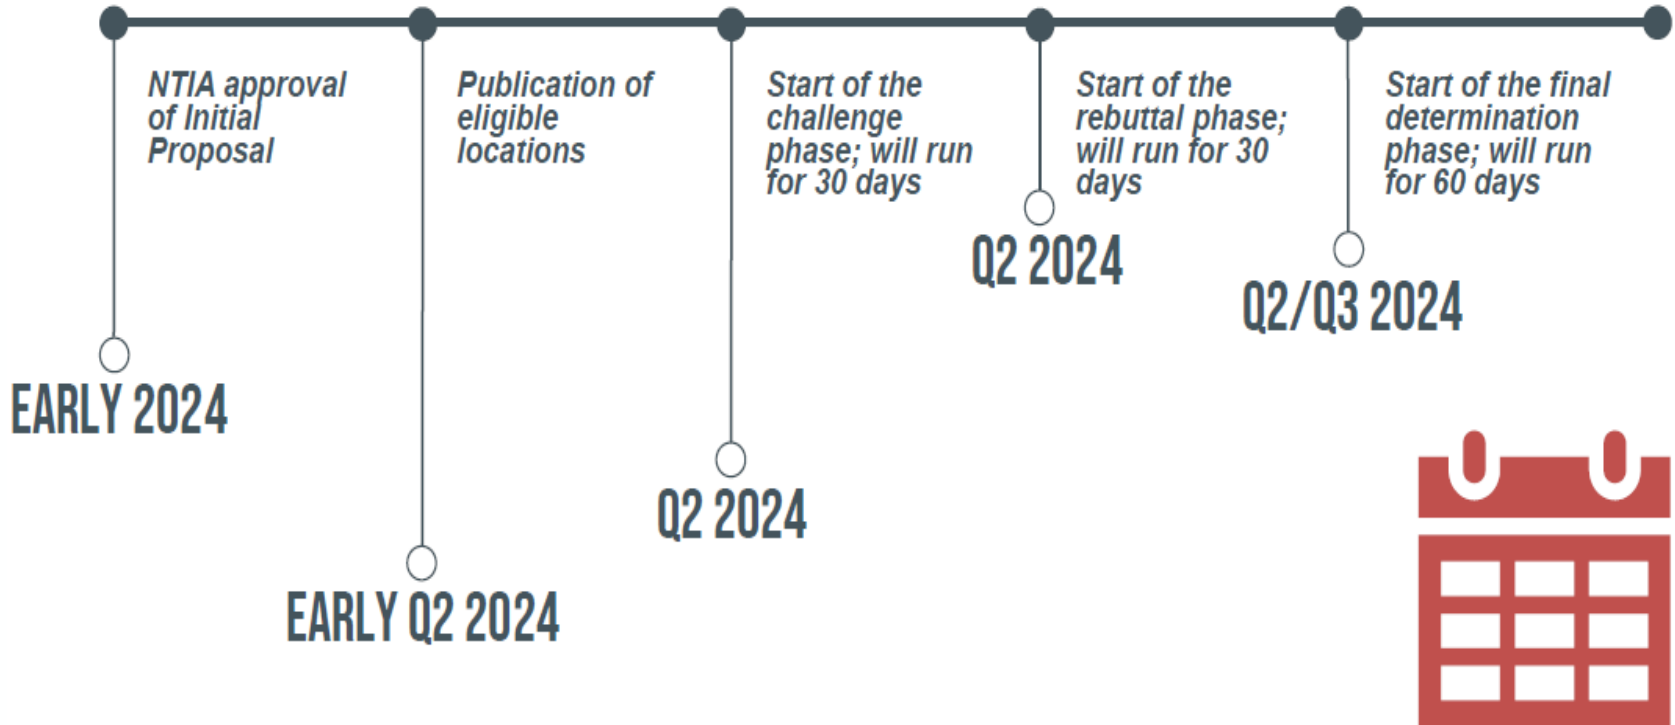 NTIA approval
of Initial
Proposal
EARLY 2024
Publication of
eligible
locations
EARLY Q2 2024
Start of the
challenge
phase; will run
for 30 days
Q2 2024
Start of the
rebuttal phase;
will run for 30
days
Q2 2024
Start of the final
determination
phase; will run
for 60 days
Q2/Q3 2024